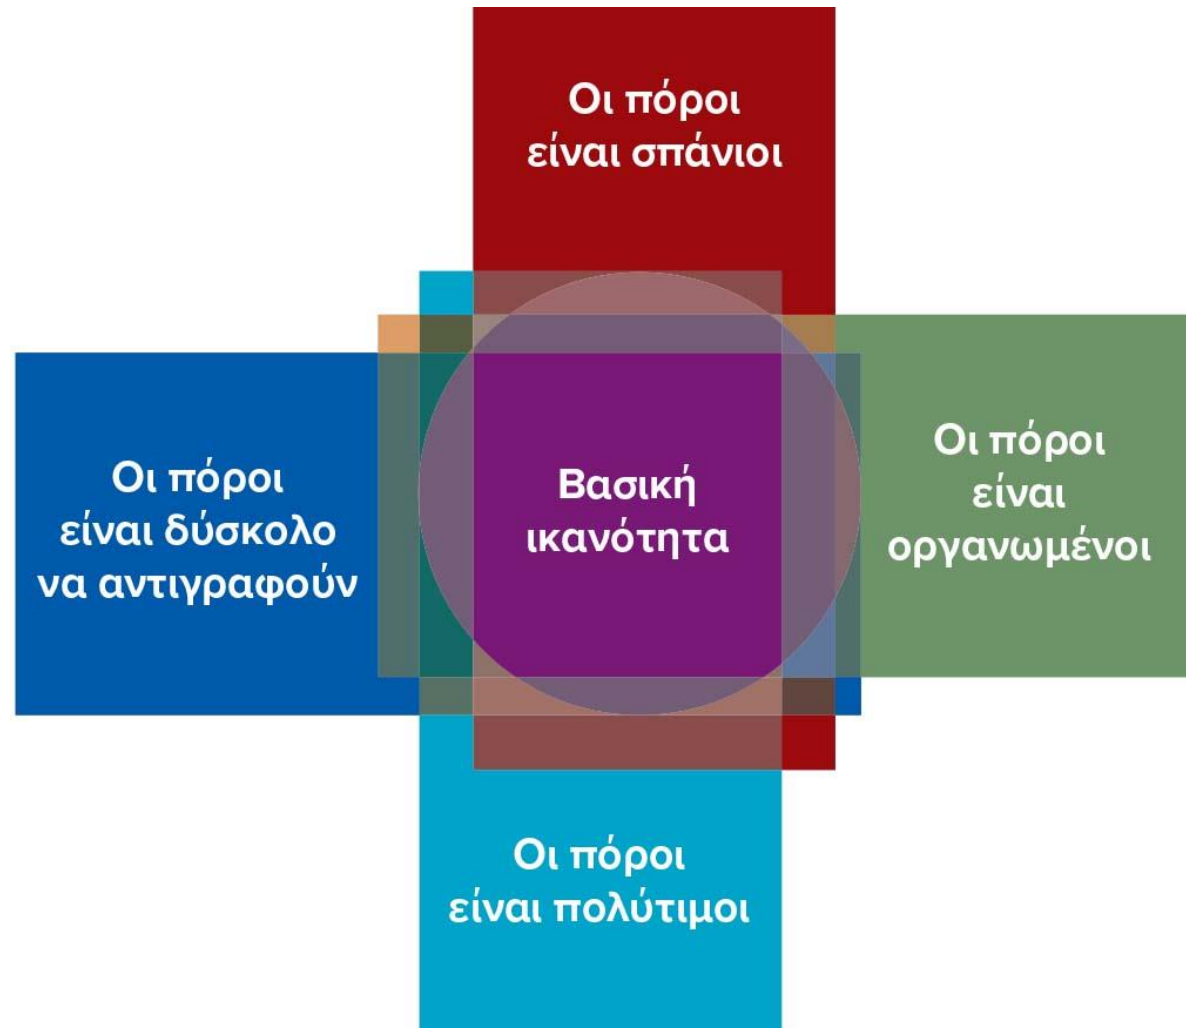 Οι πόροι
είναι σπάνιοι
Οι πόροι
είναι δύσκολο
να αντιγραφούν
Βασική
ικανότητα
Οι πόροι
είναι
οργανωμένοι
Οι πόροι
είναι πολύτιμοι